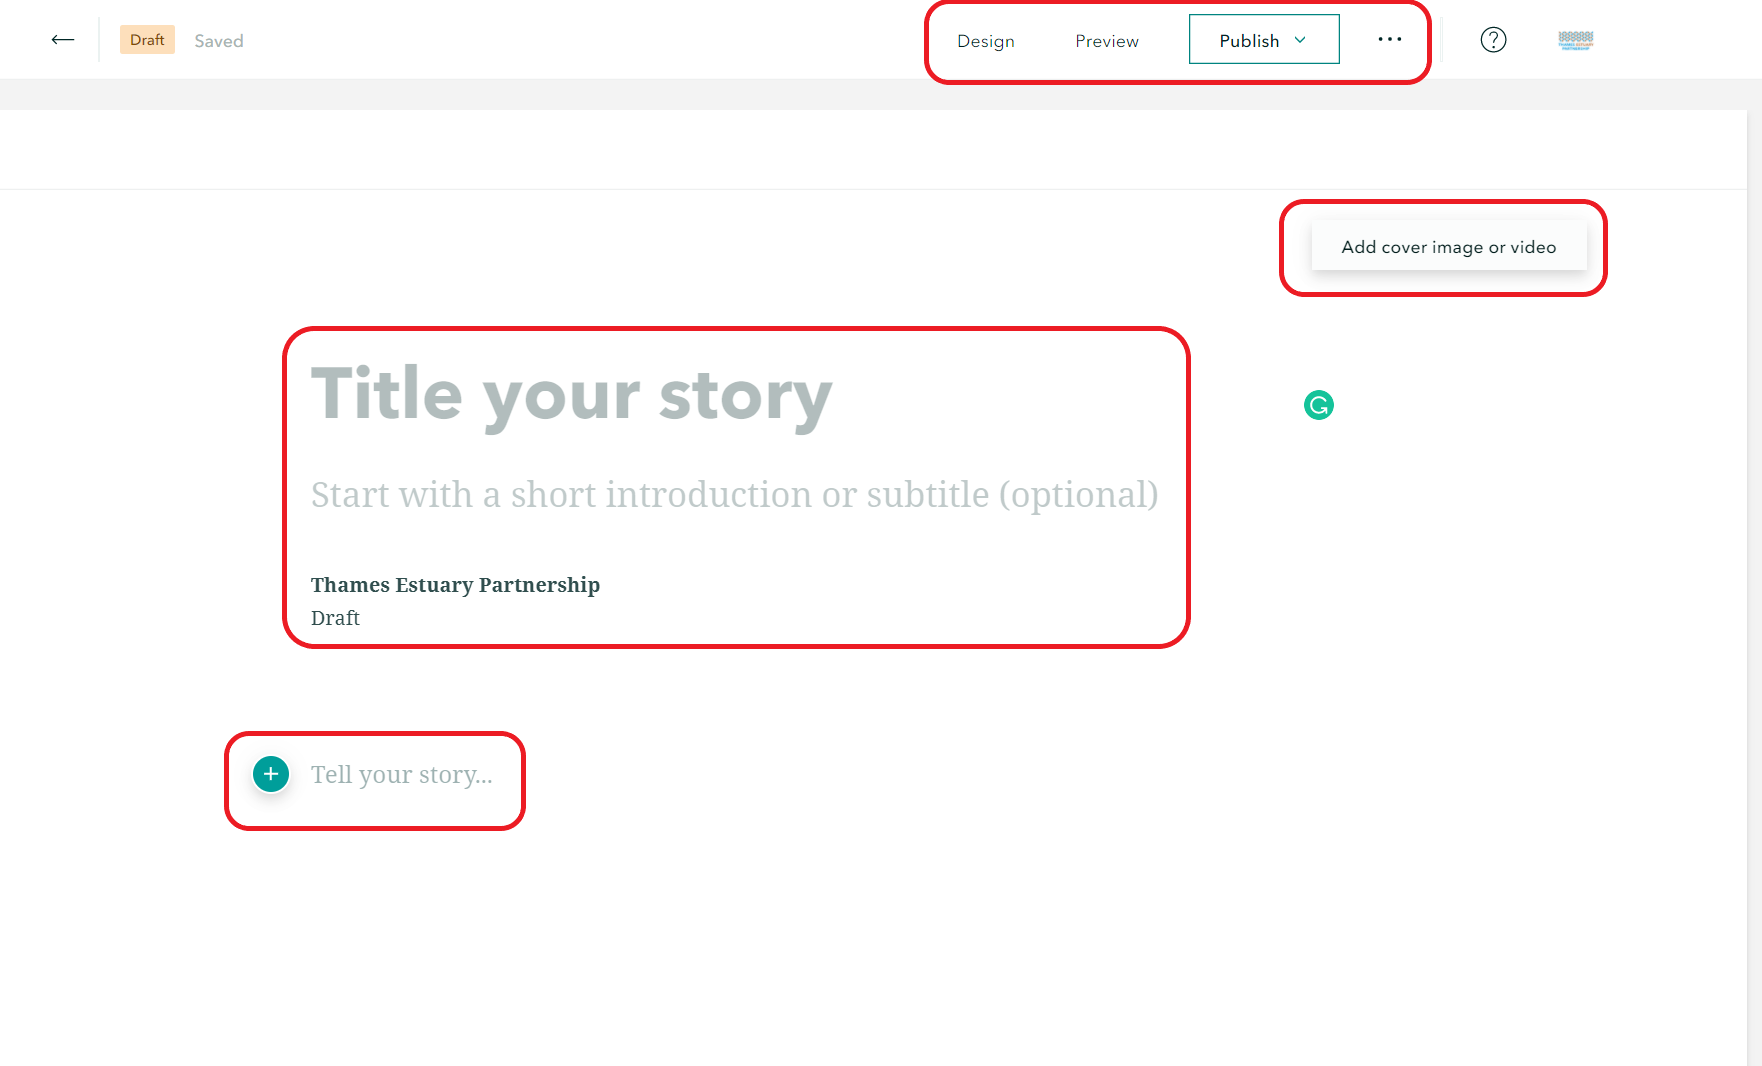 Draft Saved Design Preview Publish
Add cover image or video
Title your story
Start with a short introduction or subtitle (optional)
Thames Estuary Partnership
Draft
Tell your story...